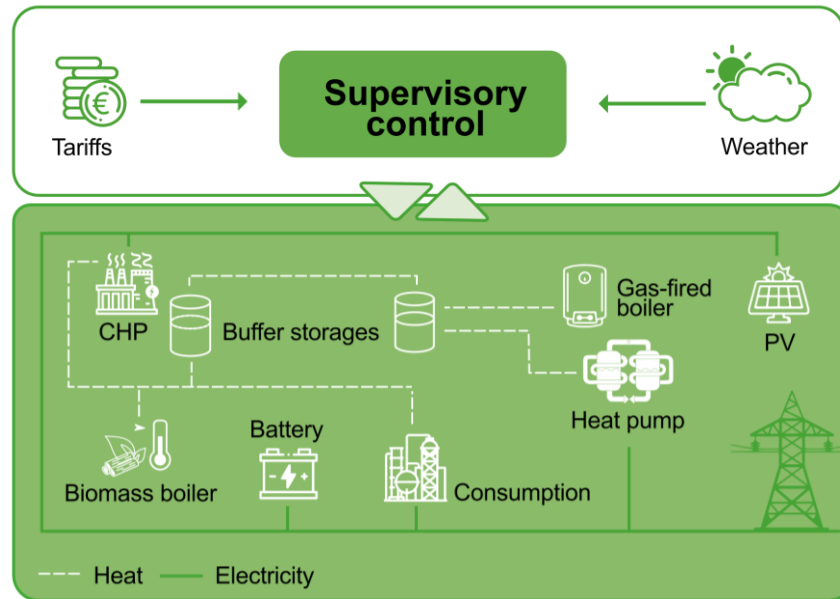 Supervisory
control
Tariffs
Weather
Gas-fired
boiler
CHP
Buffer storages
PV
Heat pump
Battery
Biomass boiler
Consumption
Heat
Electricity